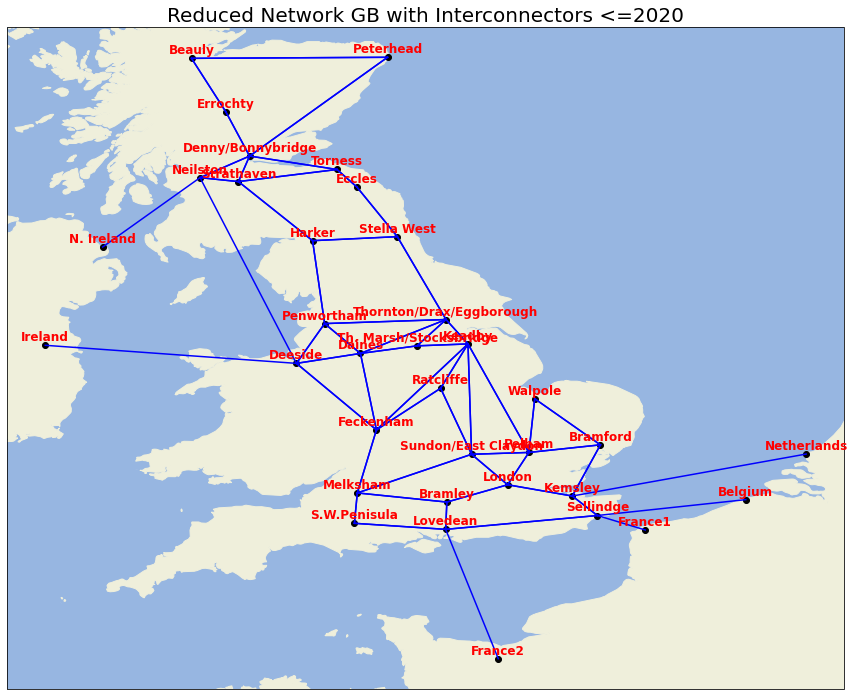 Reduced Network GB with Interconnectors <=2020
Beauly
Peterhead
Errochty
Denny/Bonnybridge
Torness
Neilston
Strathaven
Eccles
Stella West
Harker
N. Ireland
Thornton/Drax/Eggborough
Penwortham
Ireland
Th. Marsh/Stocksbridge
Keadby
Daines
Deeside
Ratcliffe
Walpole
Feckenham
Bramford
Sundon/East Claydon
Pelham
Netherlands
London
Melksham
Kemsley
Bramley
Belgium
Sellindge
S.W.Penisula
Lovedean
France1
France2